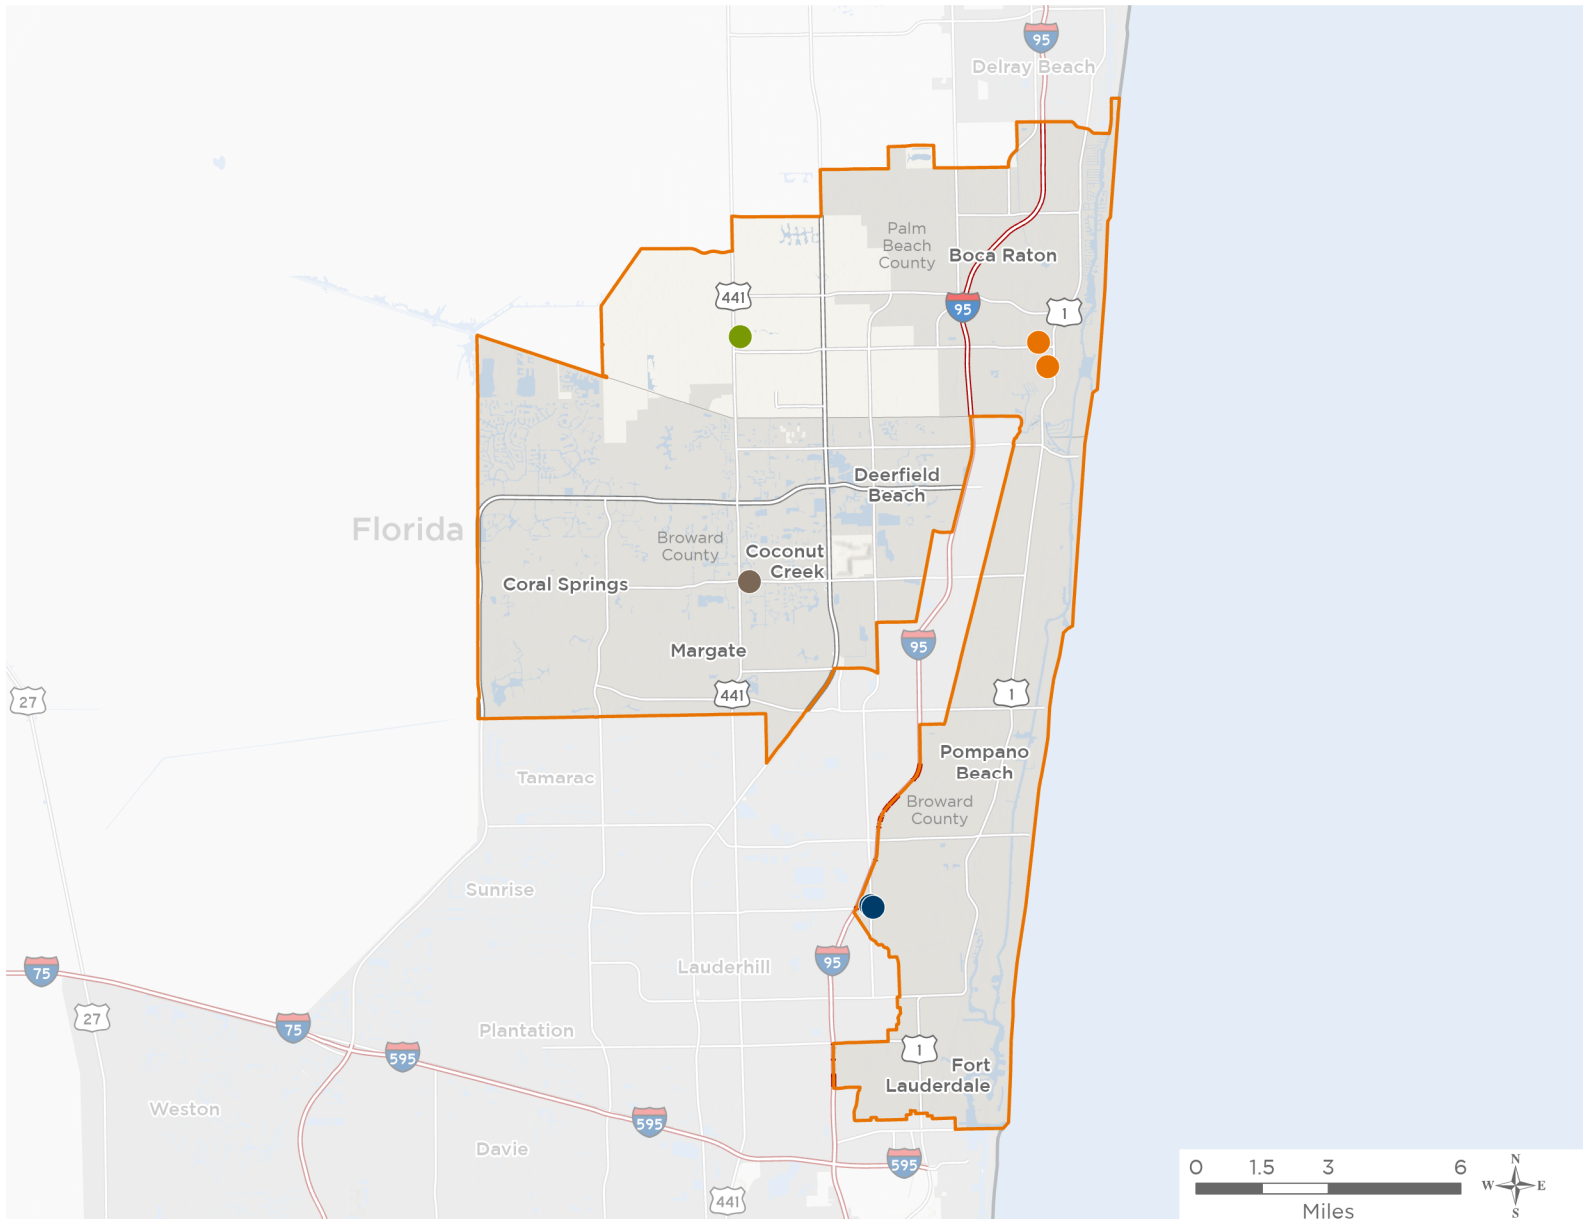 95
Delray Beach
Palm
Beach
County
Boca Raton
441
95
1
Deerfield
Beach
Florida
Broward
County
Coconut
Creek
Coral Springs
Margate
95
27
441
1
Pompano
Beach
Tamarac
Broward
County
Sunrise
95
Lauderhill
75
27
75
Plantation
595
1
Fort
Lauderdale
Weston
595
Davie
595
441
0 1.5 3 6
Miles
N
W E
S